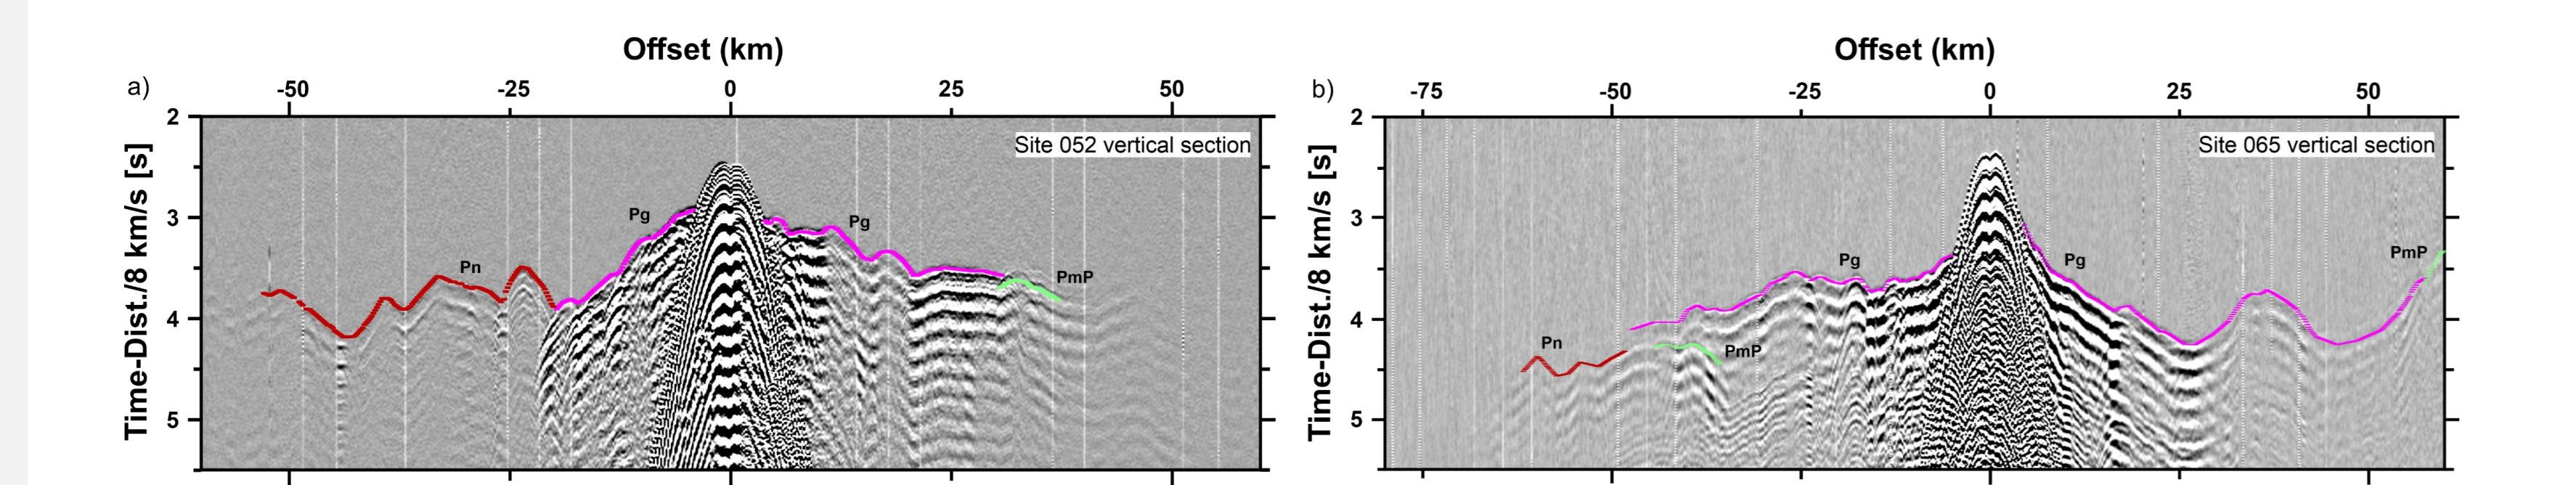 Offset (km)
a)
-50 -25 0 25 50
2
3
4
5
Time-Dist./8 km/s [s]
Site 052 vertical section
Pn
Pg
Pg
PmP
Offset (km)
b)
-75 -50 -25 0 25 50
2
3
4
5
Time-Dist./8 km/s [s]
Site 065 vertical section
Pn
PmP
Pg
Pg
PmP